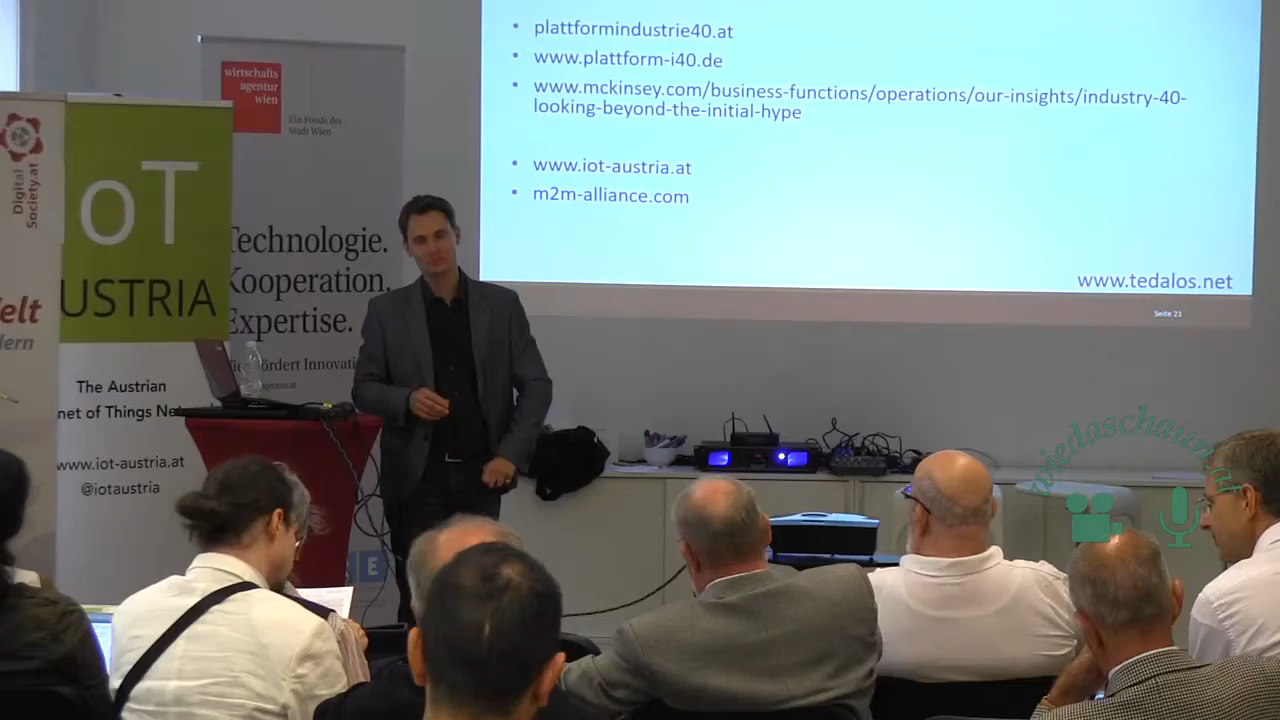 plattformindustrie40.at
www.plattform-i40.de
www.mckinsey.com/business-functions/operations/our-insights/industry-40-
looking-beyond-the-initial-hype
www.iot-austria.at
m2m-alliance.com
www.tedalos.net
Seite 21
wirtschafts
agentur
wien
Ein Fonds der
Stadt Wien
Technologie.
Kooperation.
Expertise.
Digital
Society.at
oT
USTRIA
The Austrian
net of Things
www.iot-austria.at
@iotaustria
elt
dern
E
wiedaschaun.a